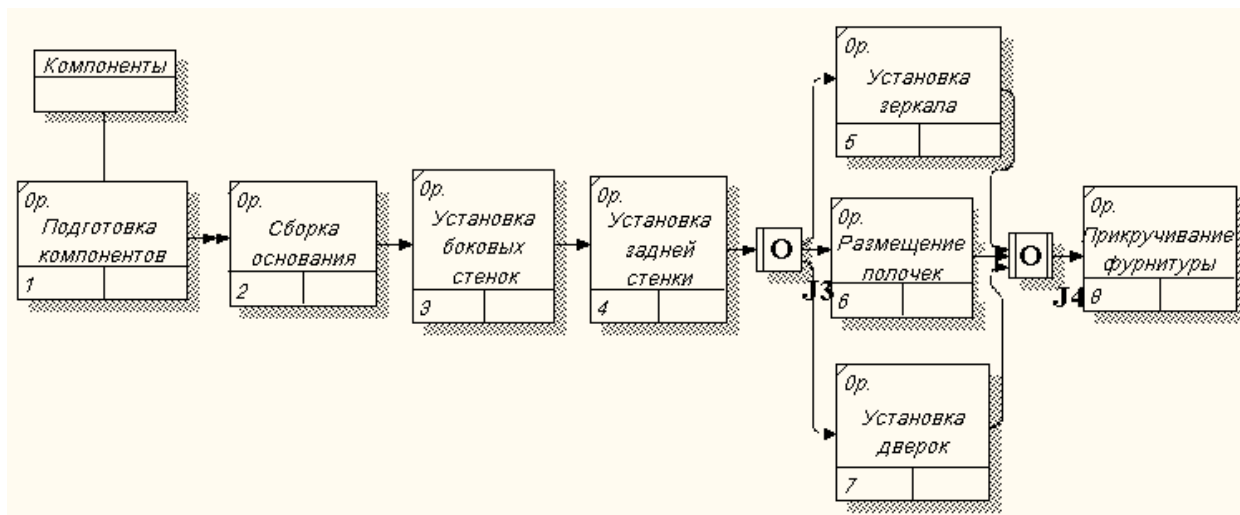 Компоненты
0р.
Подготовка
компонентов
1
0р.
Сборка
основания
2
0р.
Установка
боковых
стенок
3
0р.
Установка
задней
стенки
4
O
J3
0р.
Установка
зеркала
5
0р.
Размещение
полочек
6
0р.
Установка
дверок
7
O
J4
0р.
Прикручивание
фурнитуры
8